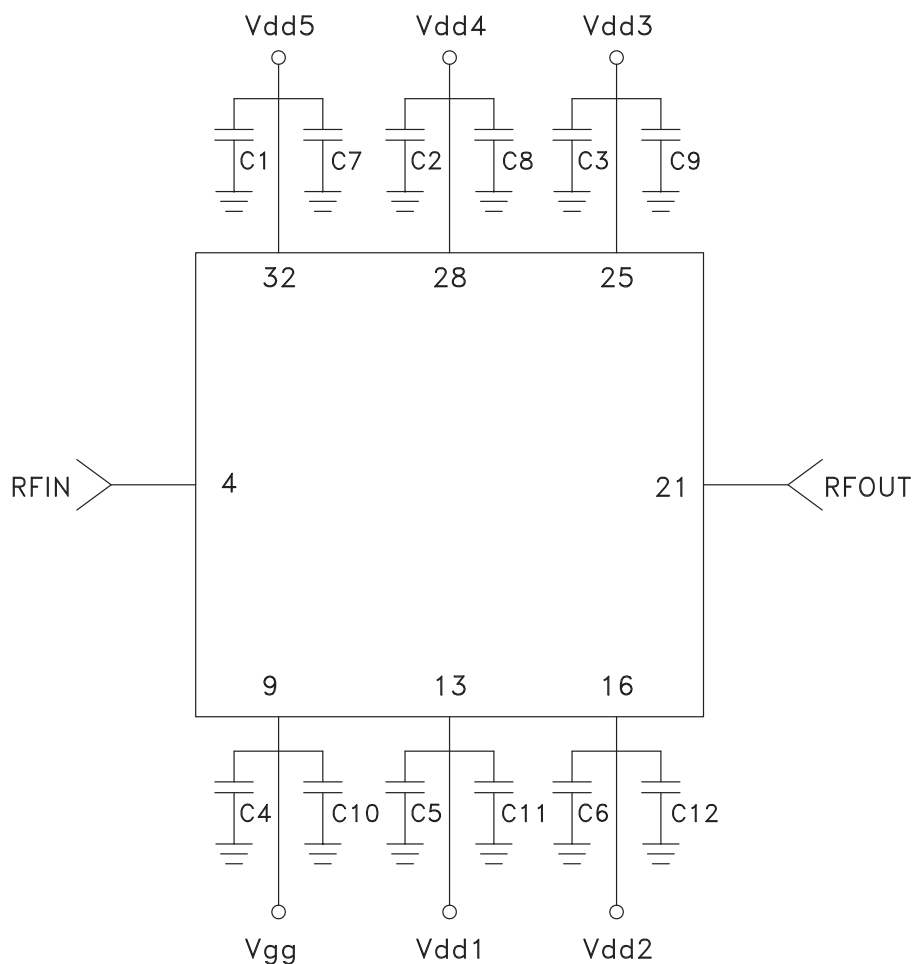 Vdd5 Vdd4 Vdd3
C1 C7 C2 C8 C3 C9
32 28 25
RFIN 4 21 RFOUT
9 13 16
C4 C10 C5 C11 C6 C12
Vgg Vdd1 Vdd2